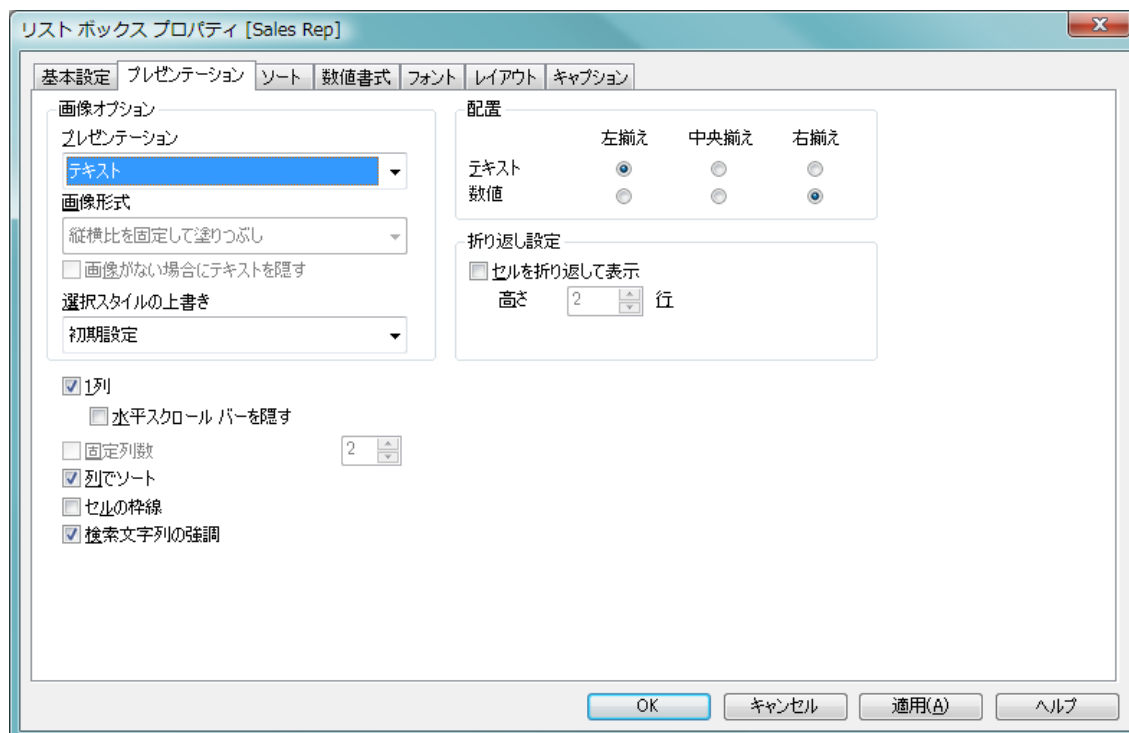 リスト ボックス プロパティ [Sales Rep]
基本設定 プレゼンテーション ソート 数値書式 フォント レイアウト キャプション
画像オプション
プレゼンテーション
テキスト
画像形式
縦横比を固定して塗りつぶし
画像がない場合にテキストを隠す
選択スタイルの上書き
初期設定
配置
左揃え 中央揃え 右揃え
テキスト
数値
折り返し設定
セルを折り返して表示
高さ 2 行
1列
水平スクロール バーを隠す
固定列数 2
列でソート
セルの枠線
検索文字列の強調
OK キャンセル 適用(A) ヘルプ